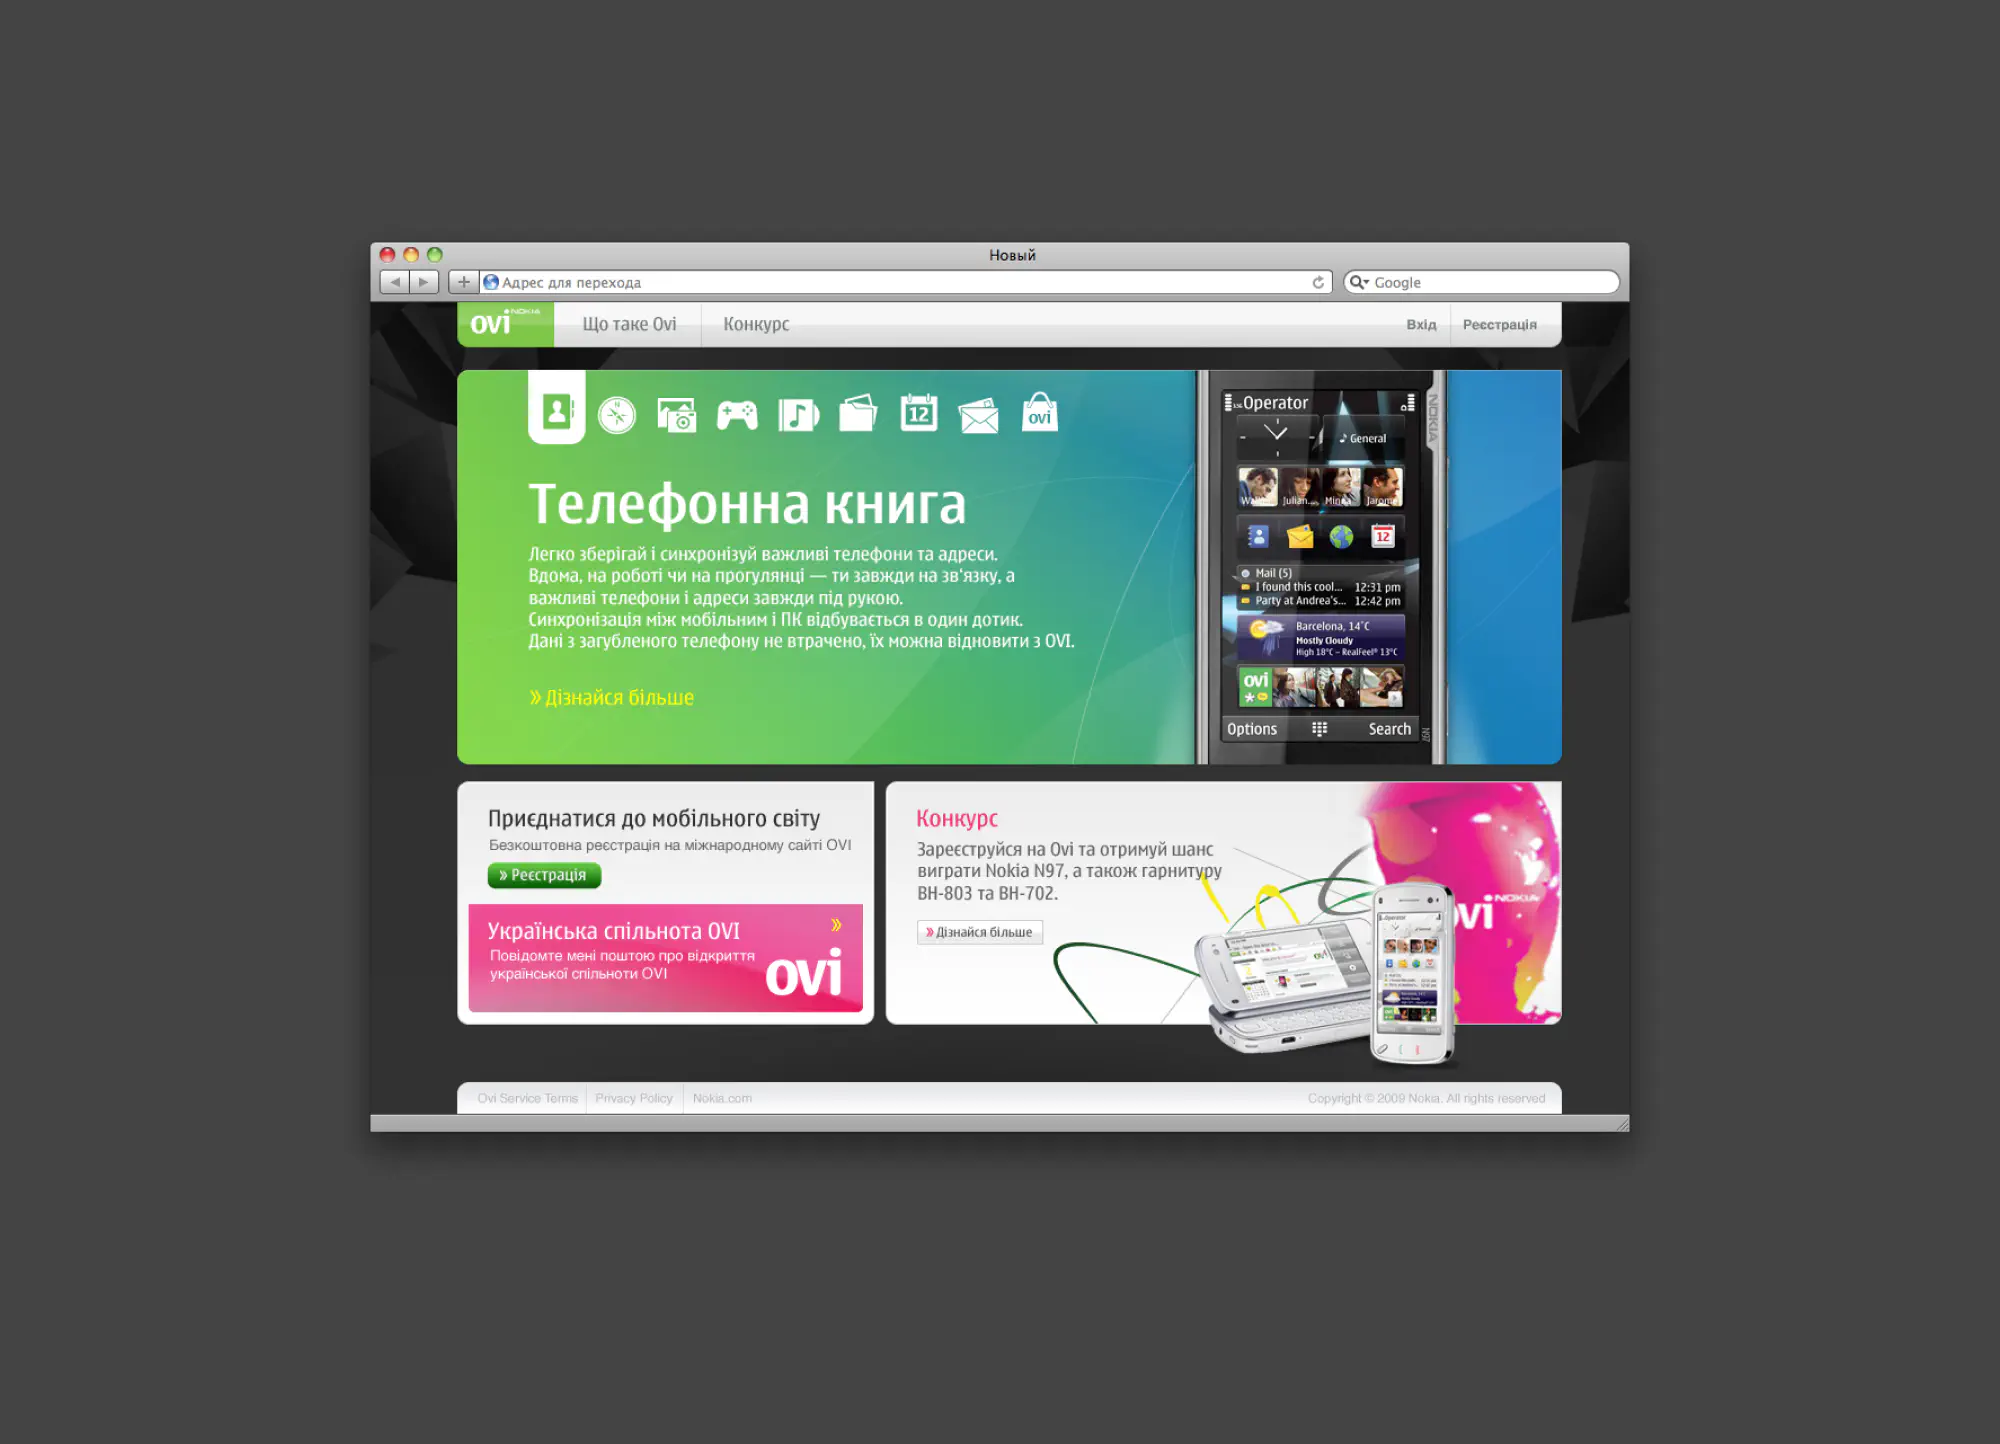 Новый
Адрес для перехода
Google
ovi NOKIA
Що таке Ovi
Конкурс
Вхід
Реєстрація
12
ovi
Телефонна книга
Легко зберігай і синхронізуй важливі телефони та адреси.
Вдома, на роботі чи на прогулянці — ти завжди на зв'язку, а
важливі телефони і адреси завжди під рукою.
Синхронізація між мобільним і ПК відбувається в один дотик.
Дані з загубленого телефону не втрачено, їх можна відновити з OVI.
» Дізнайся більше
Operator
NOKIA
General
Julian...
Minna
Jarome
12
Mail (5)
I found this cool... 12:31 pm
Party at Andrea's... 12:42 pm
Barcelona, 14°C
Mostly Cloudy
High 18°C – RealFeel® 13°C
ovi
Options
Search
N97
Приєднатися до мобільного світу
Безкоштовна реєстрація на міжнародному сайті OVI
» Реєстрація
Українська спільнота OVI »
Повідомте мені поштою про відкриття
української спільноти OVI
ovi
Конкурс
Зареєструйся на Ovi та отримуй шанс
виграти Nokia N97, а також гарнитуру
BH-803 та BH-702.
» Дізнайся більше
ovi NOKIA
Ovi Service Terms
Privacy Policy
Nokia.com
Copyright © 2009 Nokia. All rights reserved